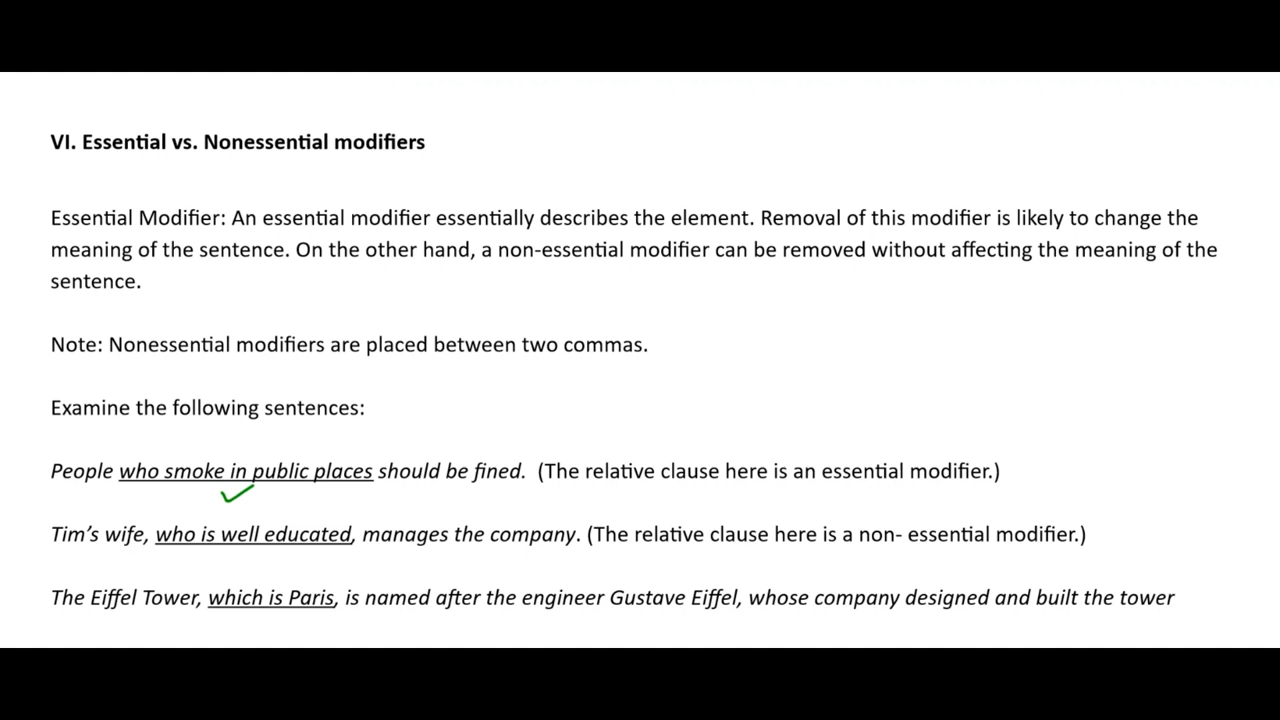 VI. Essential vs. Nonessential modifiers
Essential Modifier: An essential modifier essentially describes the element. Removal of this modifier is likely to change the
meaning of the sentence. On the other hand, a non-essential modifier can be removed without affecting the meaning of the
sentence.
Note: Nonessential modifiers are placed between two commas.
Examine the following sentences:
People who smoke in public places should be fined.  (The relative clause here is an essential modifier.)
Tim’s wife, who is well educated, manages the company. (The relative clause here is a non- essential modifier.)
The Eiffel Tower, which is Paris, is named after the engineer Gustave Eiffel, whose company designed and built the tower